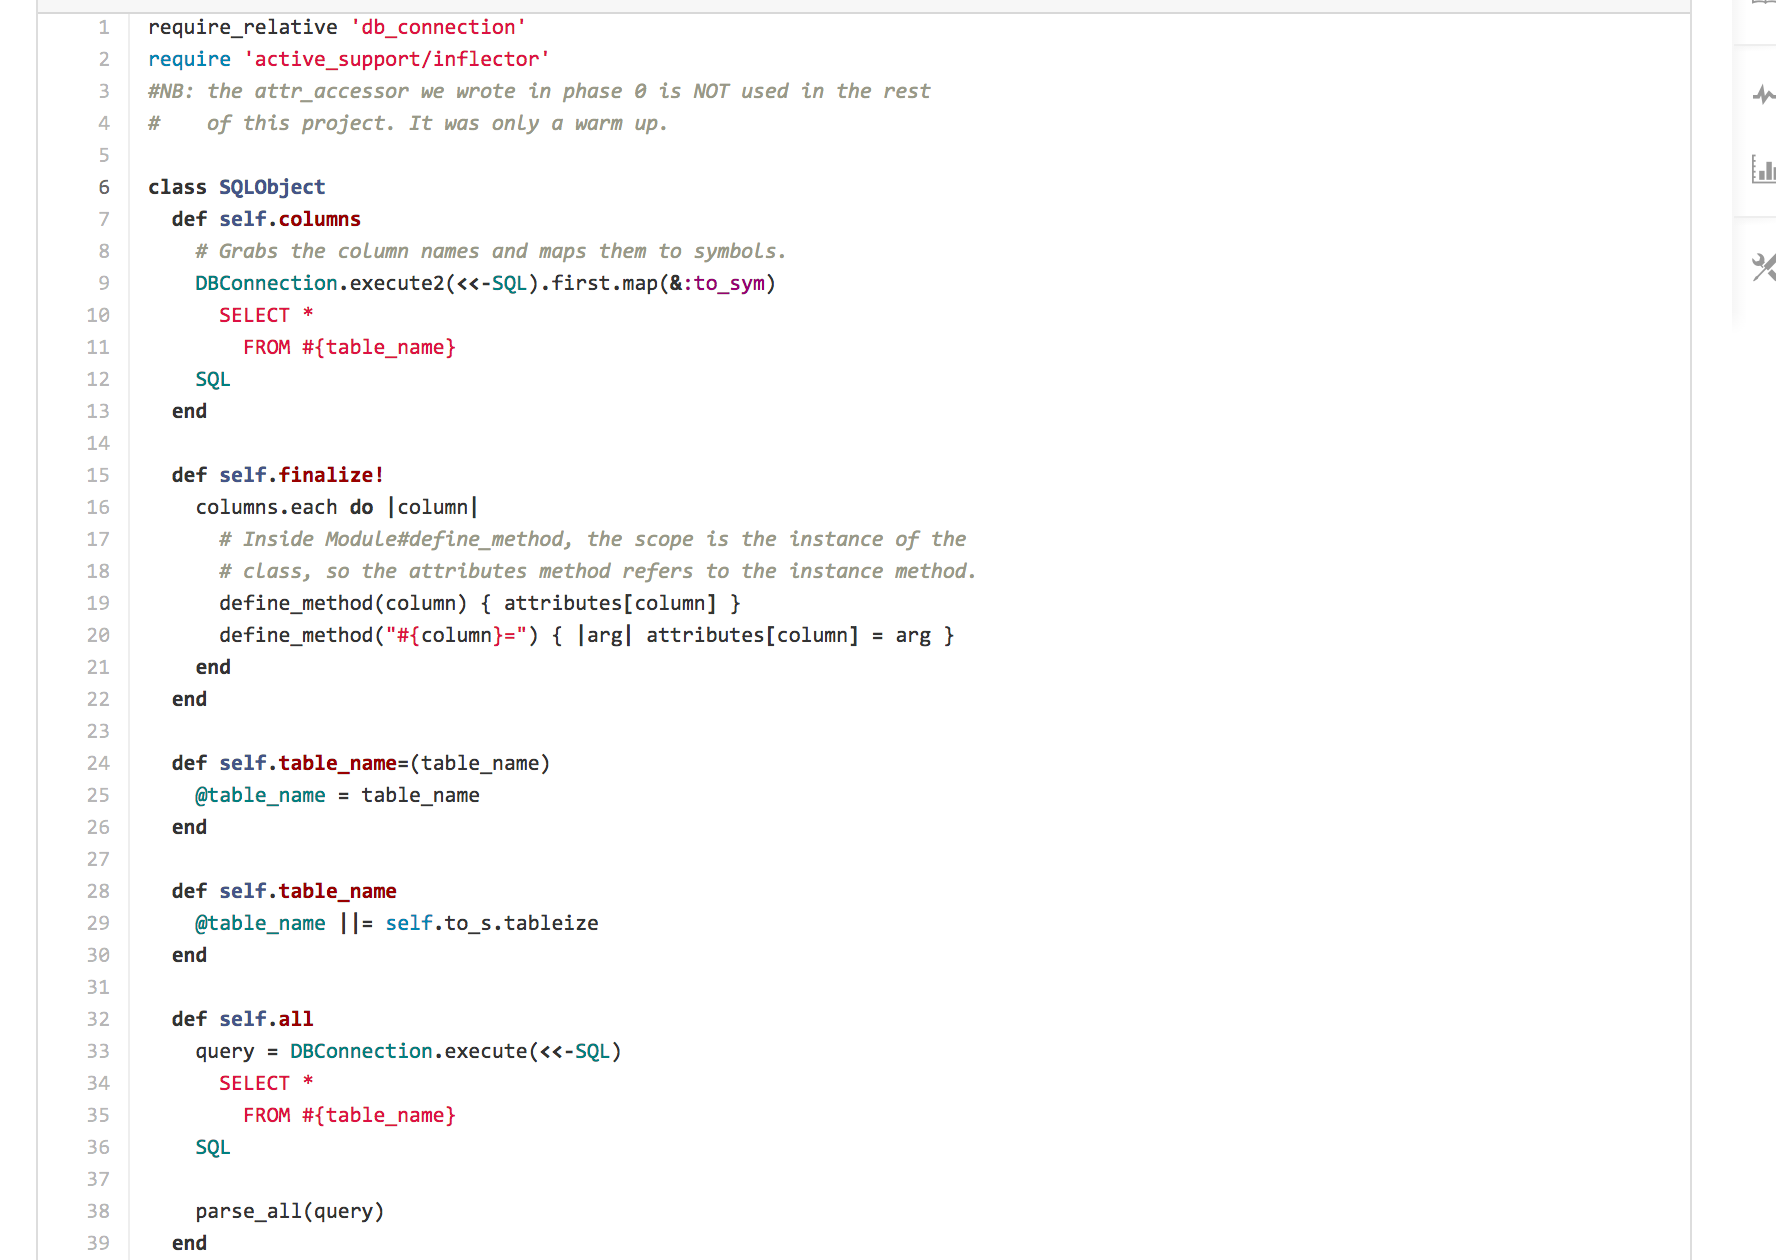 1 require_relative 'db_connection'
2 require 'active_support/inflector'
3 #NB: the attr_accessor we wrote in phase 0 is NOT used in the rest
4 #    of this project. It was only a warm up.
5
6 class SQLObject
7   def self.columns
8     # Grabs the column names and maps them to symbols.
9     DBConnection.execute2(<<-SQL).first.map(&:to_sym)
10       SELECT *
11         FROM #{table_name}
12     SQL
13   end
14
15   def self.finalize!
16     columns.each do |column|
17       # Inside Module#define_method, the scope is the instance of the
18       # class, so the attributes method refers to the instance method.
19       define_method(column) { attributes[column] }
20       define_method("#{column}=") { |arg| attributes[column] = arg }
21     end
22   end
23
24   def self.table_name=(table_name)
25     @table_name = table_name
26   end
27
28   def self.table_name
29     @table_name ||= self.to_s.tableize
30   end
31
32   def self.all
33     query = DBConnection.execute(<<-SQL)
34       SELECT *
35         FROM #{table_name}
36     SQL
37
38     parse_all(query)
39   end